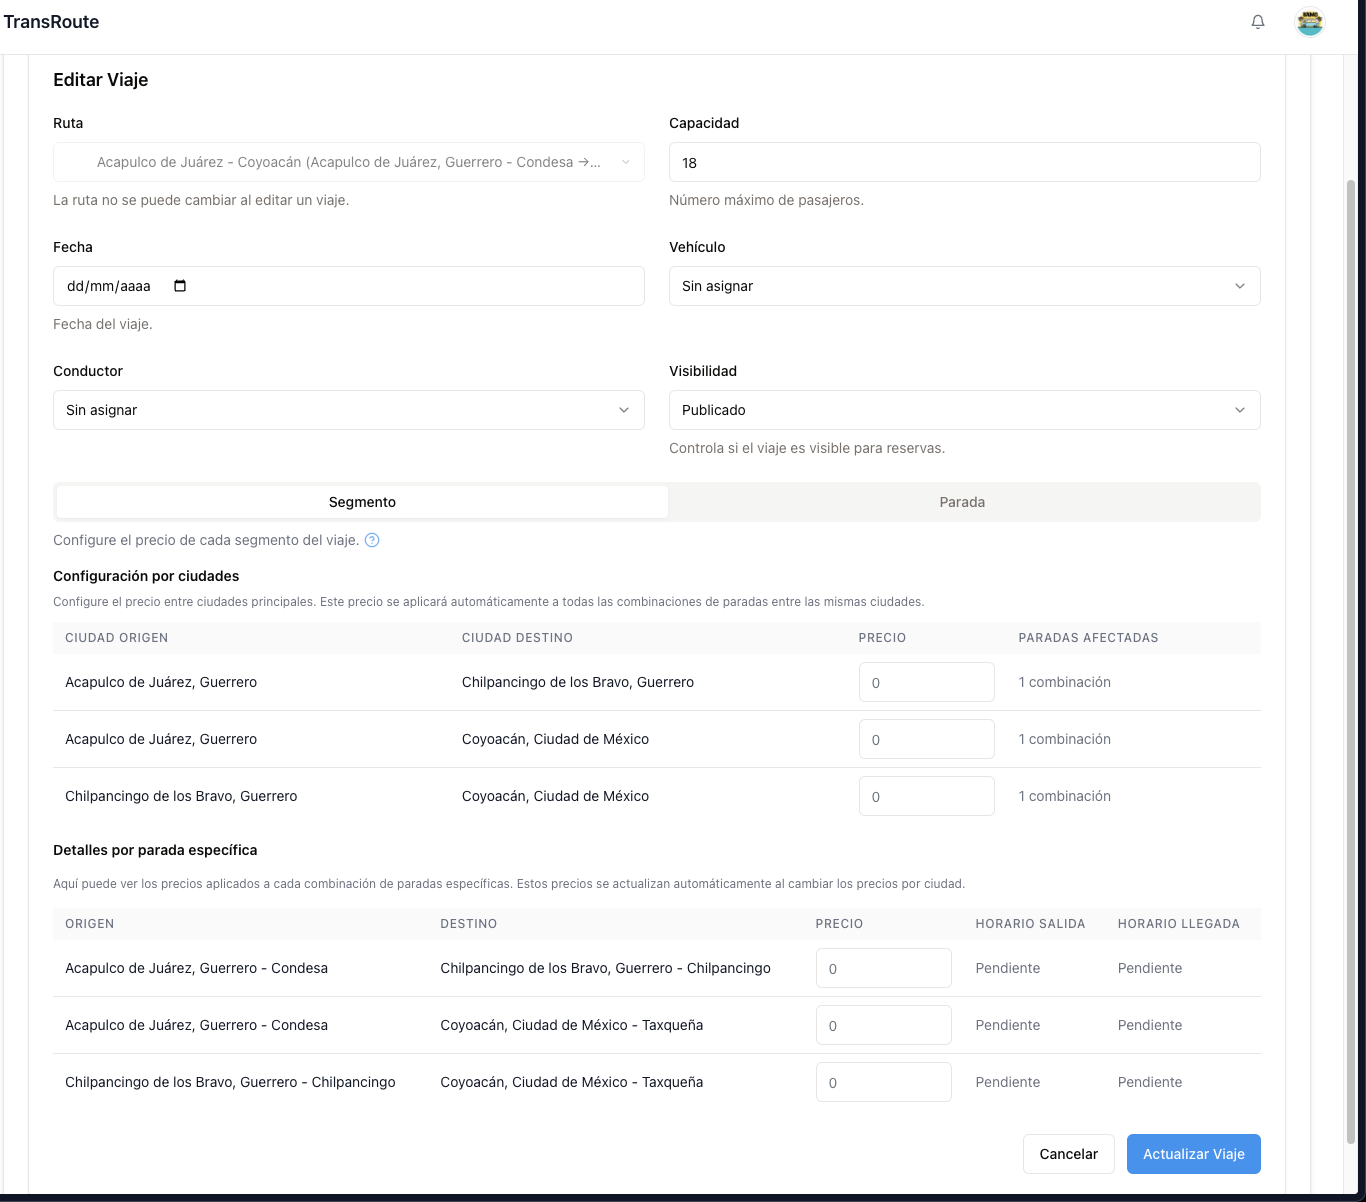 TransRoute
Editar Viaje
Ruta
Capacidad
Acapulco de Juárez - Coyoacán (Acapulco de Juárez, Guerrero - Condesa →...
18
La ruta no se puede cambiar al editar un viaje.
Número máximo de pasajeros.
Fecha
Vehículo
dd/mm/aaaa
Sin asignar
Fecha del viaje.
Conductor
Visibilidad
Sin asignar
Publicado
Controla si el viaje es visible para reservas.
Segmento
Parada
Configure el precio de cada segmento del viaje. ?
Configuración por ciudades
Configure el precio entre ciudades principales. Este precio se aplicará automáticamente a todas las combinaciones de paradas entre las mismas ciudades.
CIUDAD ORIGEN CIUDAD DESTINO PRECIO PARADAS AFECTADAS
Acapulco de Juárez, Guerrero Chilpancingo de los Bravo, Guerrero 0 1 combinación
Acapulco de Juárez, Guerrero Coyoacán, Ciudad de México 0 1 combinación
Chilpancingo de los Bravo, Guerrero Coyoacán, Ciudad de México 0 1 combinación
Detalles por parada específica
Aquí puede ver los precios aplicados a cada combinación de paradas específicas. Estos precios se actualizan automáticamente al cambiar los precios por ciudad.
ORIGEN DESTINO PRECIO HORARIO SALIDA HORARIO LLEGADA
Acapulco de Juárez, Guerrero - Condesa Chilpancingo de los Bravo, Guerrero - Chilpancingo 0 Pendiente Pendiente
Acapulco de Juárez, Guerrero - Condesa Coyoacán, Ciudad de México - Taxqueña 0 Pendiente Pendiente
Chilpancingo de los Bravo, Guerrero - Chilpancingo Coyoacán, Ciudad de México - Taxqueña 0 Pendiente Pendiente
Cancelar
Actualizar Viaje